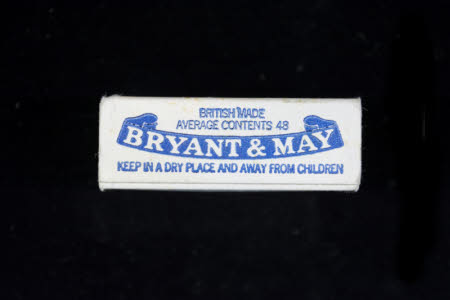 BRITISH MADE
AVERAGE CONTENTS 48
BRYANT & MAY
KEEP IN A DRY PLACE AND AWAY FROM CHILDREN